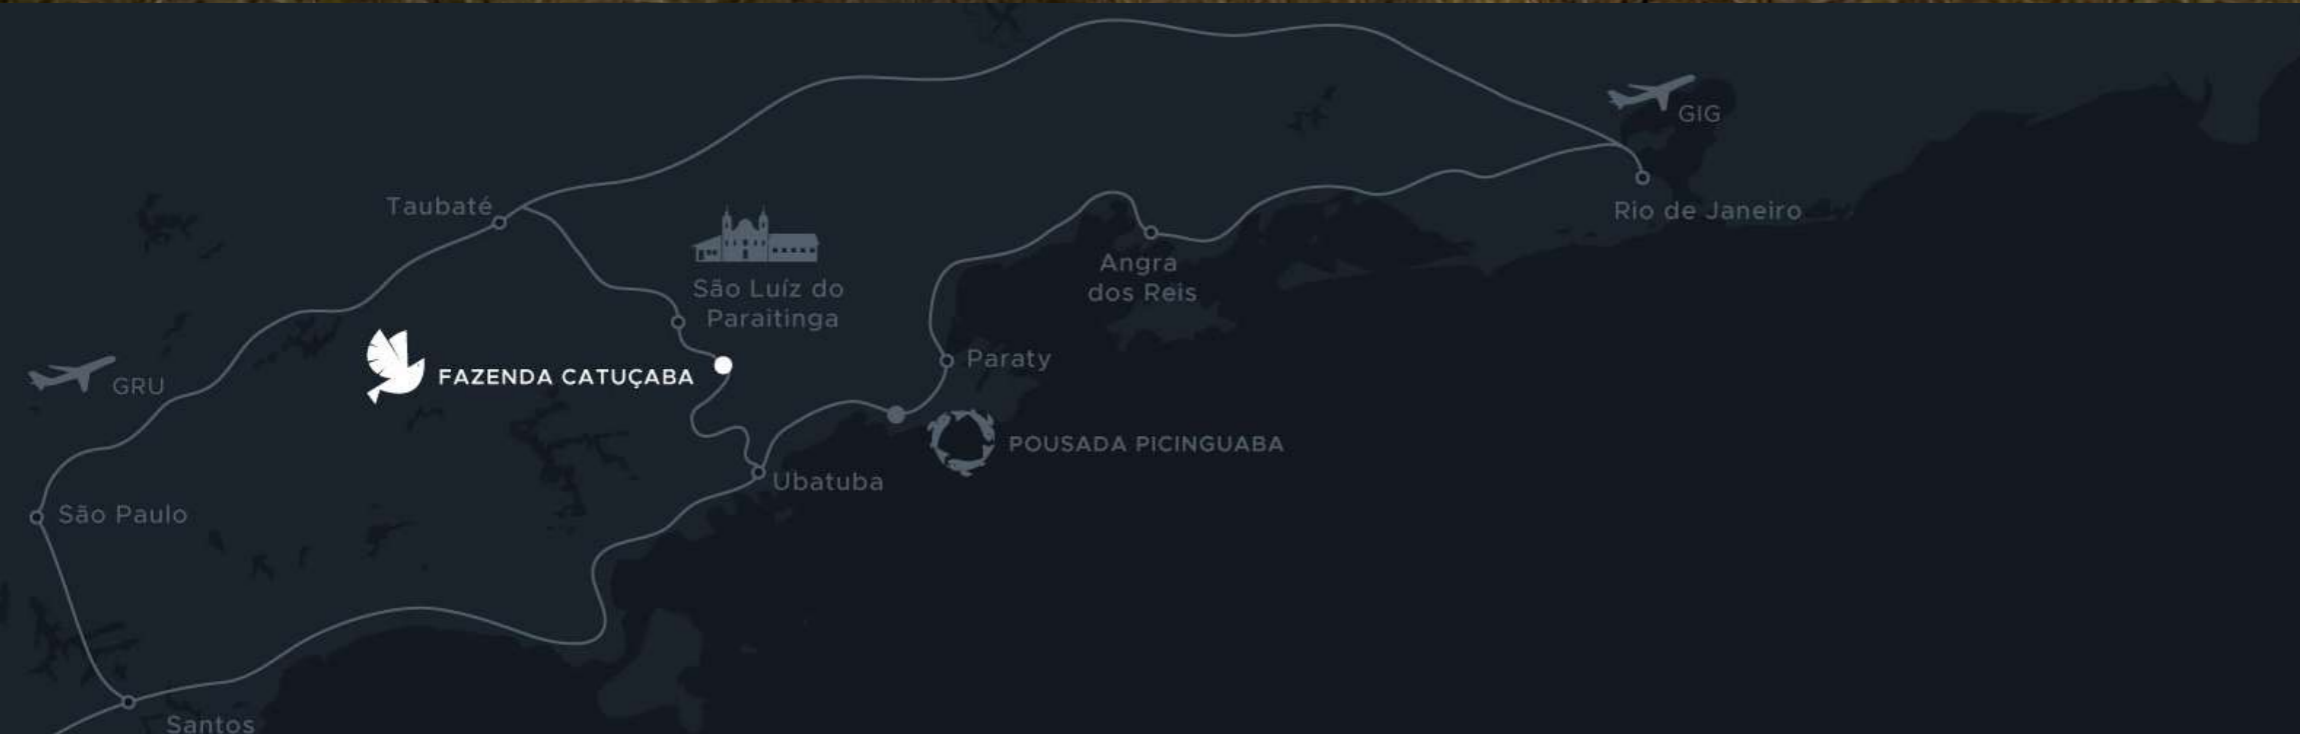 GIG
Taubaté
Rio de Janeiro
São Luíz do
Paraitinga
Angra
dos Reis
Paraty
GRU
FAZENDA CATUÇABA
POUSADA PICINGUABA
Ubatuba
São Paulo
Santos